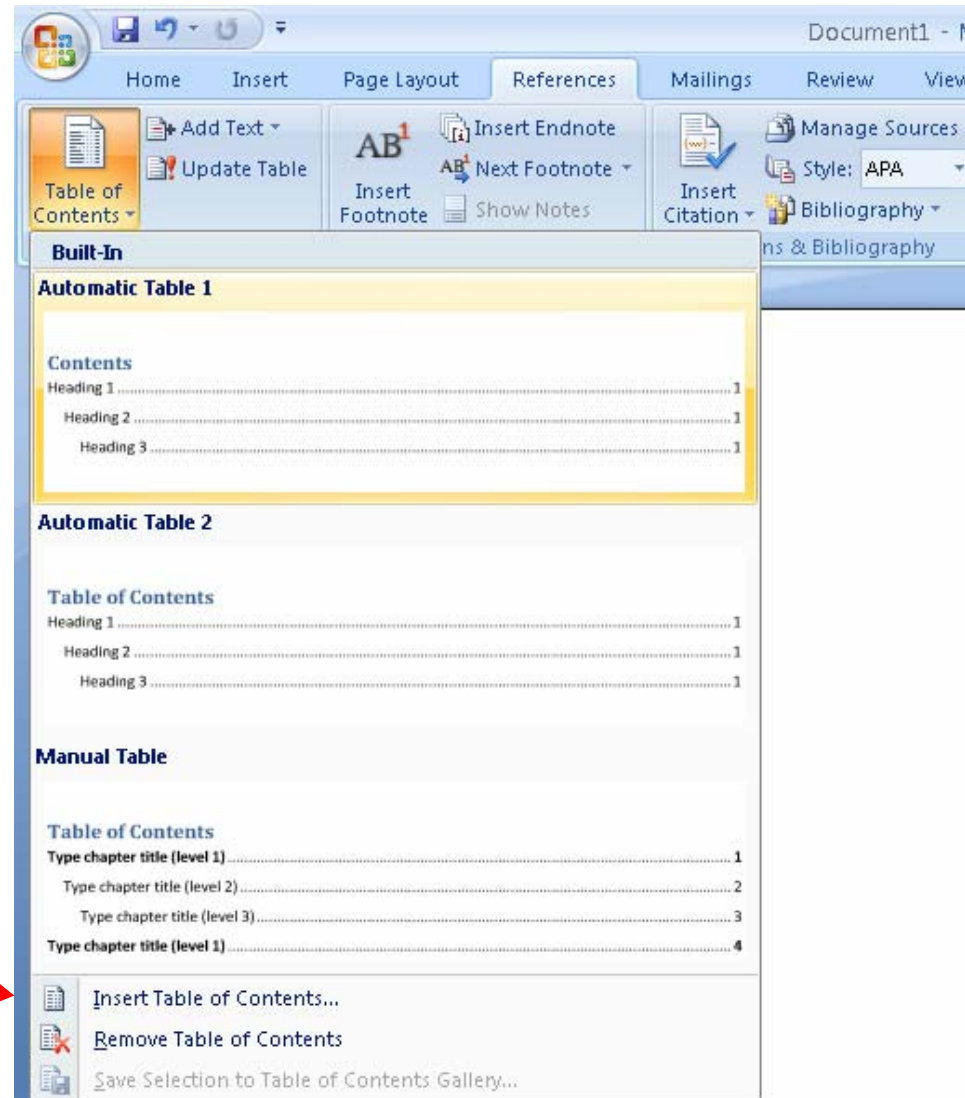 Document1 -
Home Insert Page Layout References Mailings Review View
Add Text
Update Table
Table of Contents
AB1
Insert Footnote
Insert Endnote
AB1 Next Footnote
Show Notes
Insert Citation
Manage Sources
Style: APA
Bibliography
ns & Bibliography
Built-In
Automatic Table 1
Contents
Heading 1 1
Heading 2 1
Heading 3 1
Automatic Table 2
Table of Contents
Heading 1 1
Heading 2 1
Heading 3 1
Manual Table
Table of Contents
Type chapter title (level 1) 1
Type chapter title (level 2) 2
Type chapter title (level 3) 3
Type chapter title (level 1) 4
Insert Table of Contents...
Remove Table of Contents
Save Selection to Table of Contents Gallery...